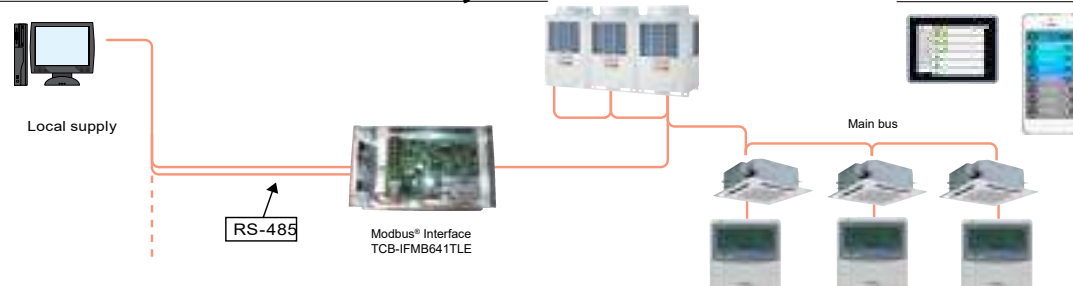 Local supply
Main bus
RS-485
Modbus® Interface
TCB-IFMB641TLE